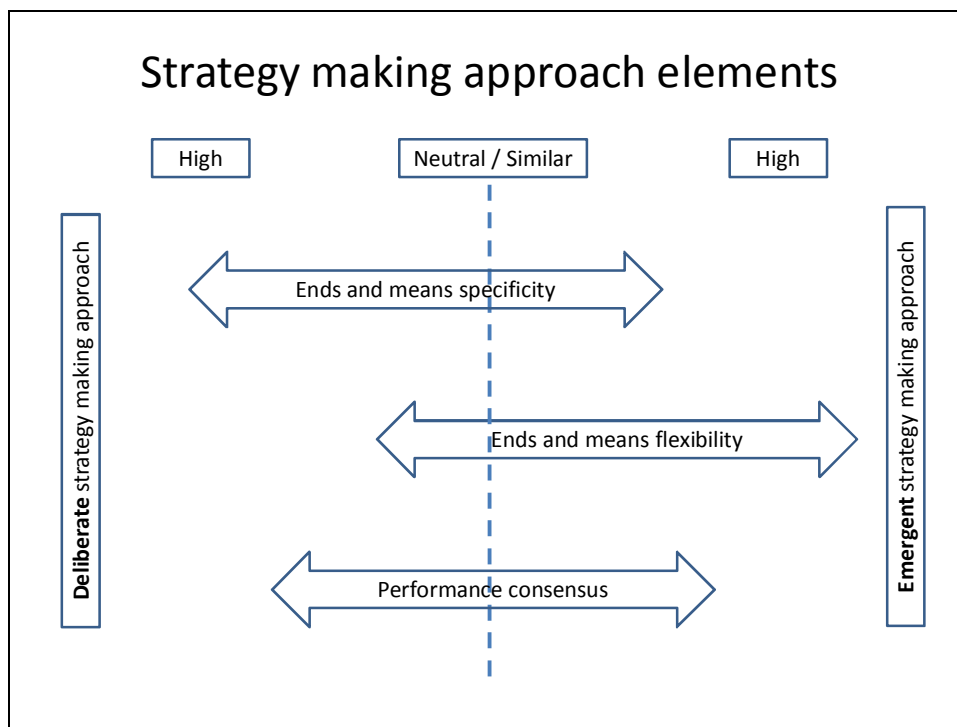 Strategy making approach elements
High
Neutral / Similar
High
Deliberate strategy making approach
Ends and means specificity
Ends and means flexibility
Performance consensus
Emergent strategy making approach